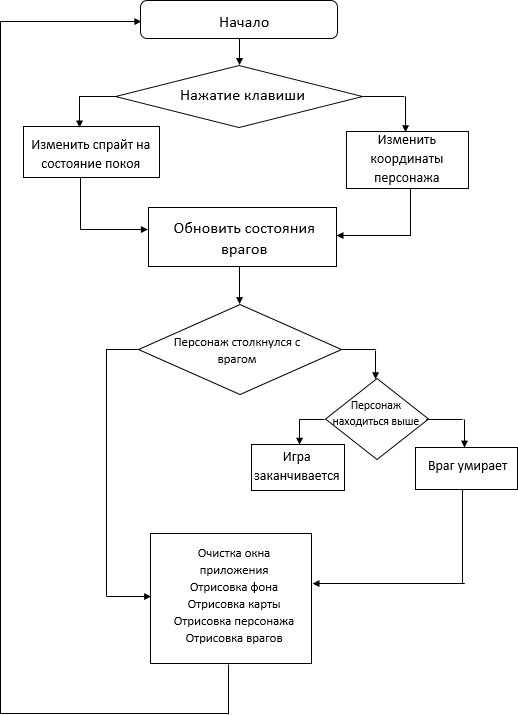 Начало
Нажатие клавиши
Изменить спрайт на
состояние покоя
Изменить
координаты
персонажа
Обновить состояния
врагов
Персонаж столкнулся с
врагом
Персонаж
находиться выше
Игра
заканчивается
Враг умирает
Очистка окна
приложения
Отрисовка фона
Отрисовка карты
Отрисовка персонажа
Отрисовка врагов